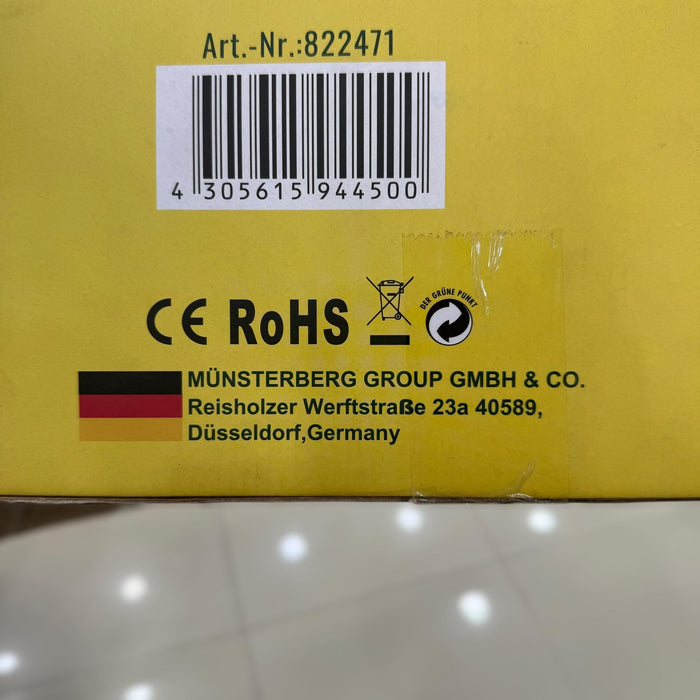 Art.-Nr.:822471
4 305615 944500
CE RoHS
DER GRÜNE PUNKT
MÜNSTERBERG GROUP GMBH & CO.
Reisholzer Werftstraße 23a 40589,
Düsseldorf,Germany